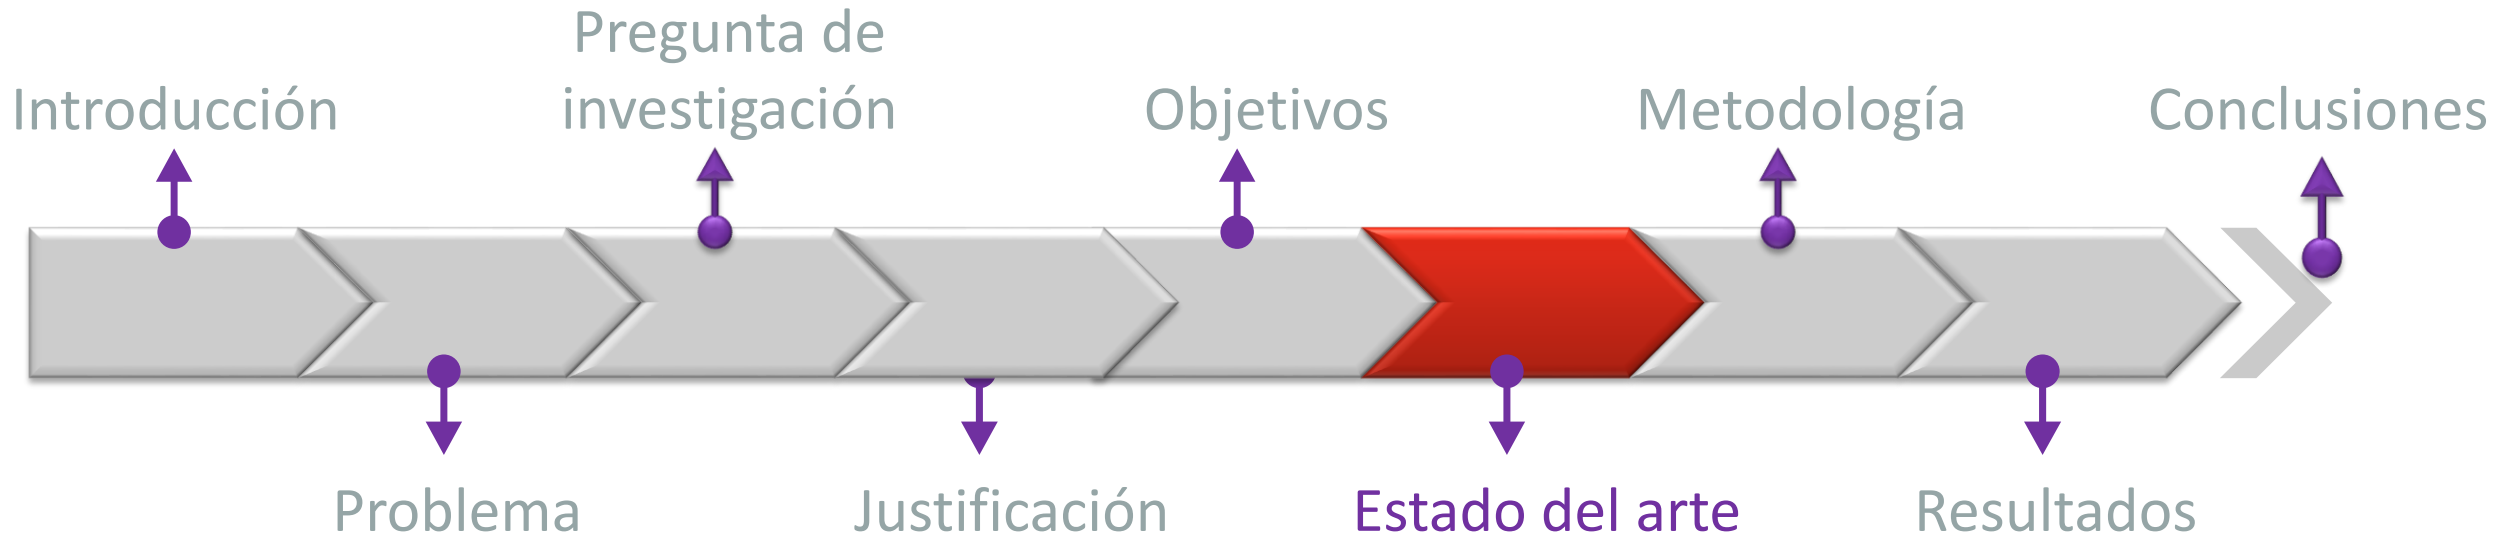 Introducción
Pregunta de
investigación
Objetivos
Metodología
Conclusiones
Problema
Justificación
Estado del arte
Resultados